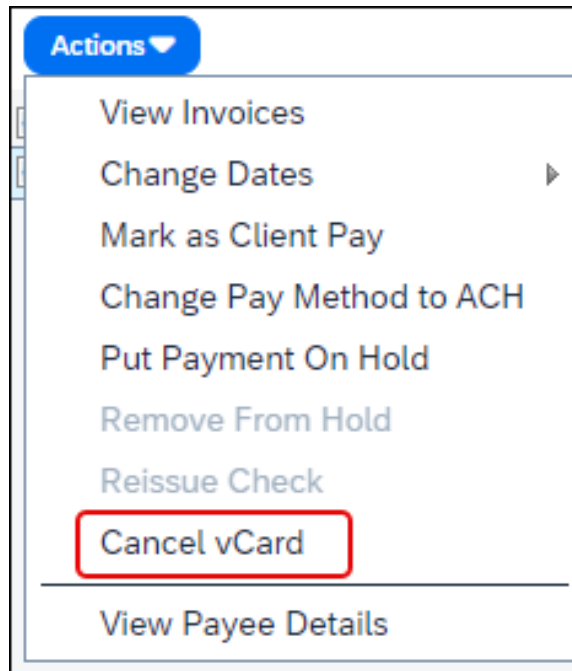 Actions
View Invoices
Change Dates
Mark as Client Pay
Change Pay Method to ACH
Put Payment On Hold
Remove From Hold
Reissue Check
Cancel vCard
View Payee Details